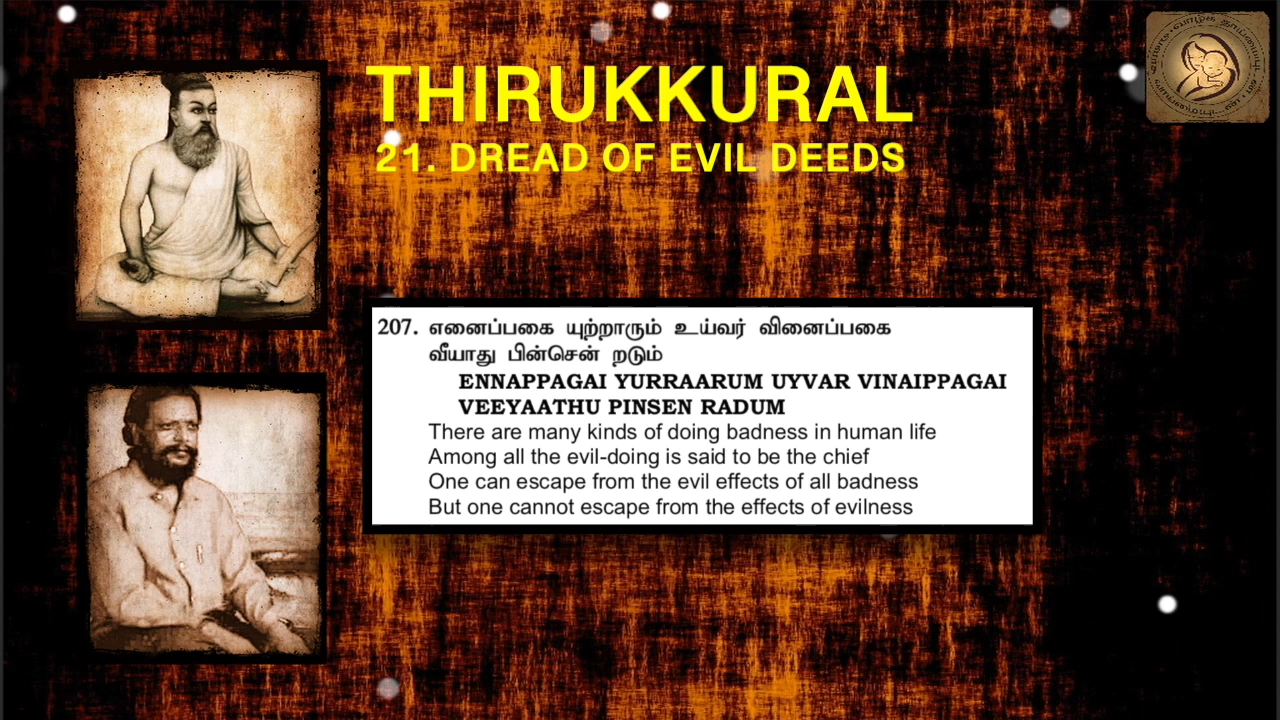 THIRUKKURAL
21. DREAD OF EVIL DEEDS
207. எனைப்பகை யுற்றாரும் உய்வர் வினைப்பகை
வீயாது பின்சென் றடும்
ENNAPPAGAI YURRAARUM UYVAR VINAIPPAGAI
VEEYAATHU PINSEN RADUM
There are many kinds of doing badness in human life
Among all the evil-doing is said to be the chief
One can escape from the evil effects of all badness
But one cannot escape from the effects of evilness